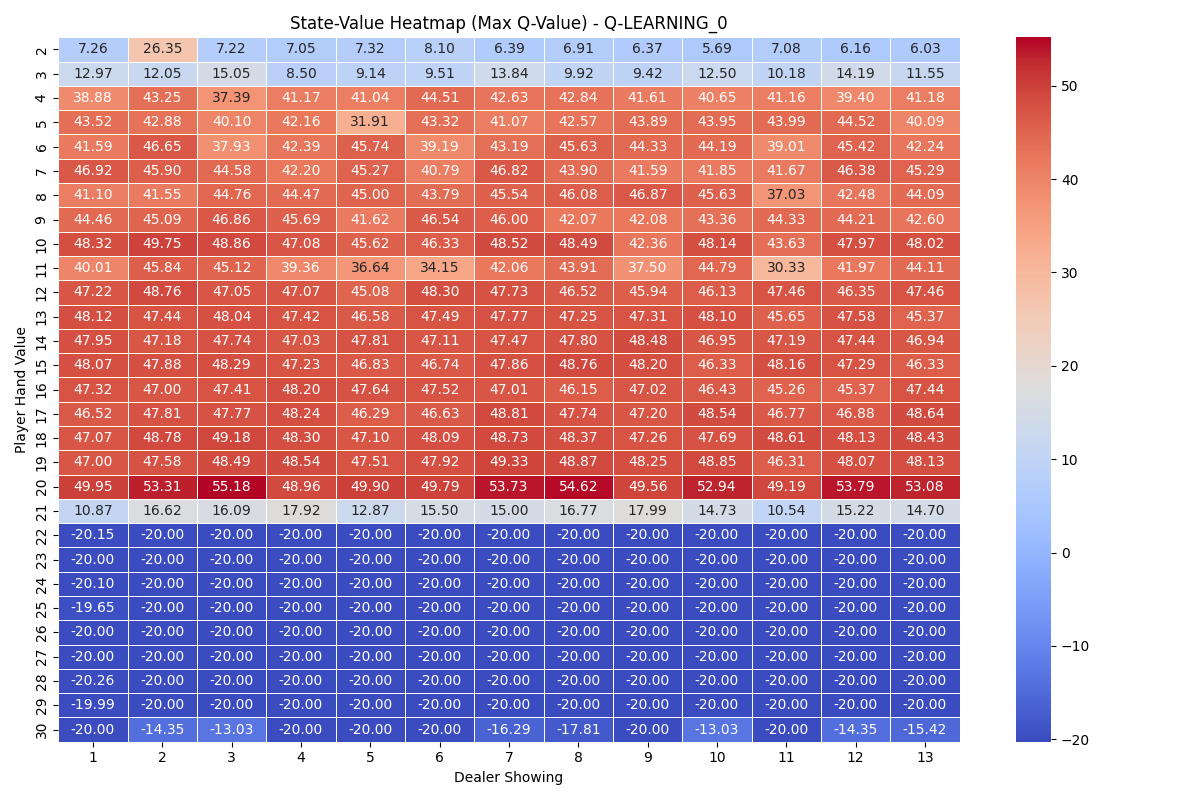 State-Value Heatmap (Max Q-Value) - Q-LEARNING_0
2 7.26 26.35 7.22 7.05 7.32 8.10 6.39 6.91 6.37 5.69 7.08 6.16 6.03
3 12.97 12.05 15.05 8.50 9.14 9.51 13.84 9.92 9.42 12.50 10.18 14.19 11.55
4 38.88 43.25 37.39 41.17 41.04 44.51 42.63 42.84 41.61 40.65 41.16 39.40 41.18
5 43.52 42.88 40.10 42.16 31.91 43.32 41.07 42.57 43.89 43.95 43.99 44.52 40.09
6 41.59 46.65 37.93 42.39 45.74 39.19 43.19 45.63 44.33 44.19 39.01 45.42 42.24
7 46.92 45.90 44.58 42.20 45.27 40.79 46.82 43.90 41.59 41.85 41.67 46.38 45.29
8 41.10 41.55 44.76 44.47 45.00 43.79 45.54 46.08 46.87 45.63 37.03 42.48 44.09
9 44.46 45.09 46.86 45.69 41.62 46.54 46.00 42.07 42.08 43.36 44.33 44.21 42.60
10 48.32 49.75 48.86 47.08 45.62 46.33 48.52 48.49 42.36 48.14 43.63 47.97 48.02
11 40.01 45.84 45.12 39.36 36.64 34.15 42.06 43.91 37.50 44.79 30.33 41.97 44.11
12 47.22 48.76 47.05 47.07 45.08 48.30 47.73 46.52 45.94 46.13 47.46 46.35 47.46
13 48.12 47.44 48.04 47.42 46.58 47.49 47.77 47.25 47.31 48.10 45.65 47.58 45.37
14 47.95 47.18 47.74 47.03 47.81 47.11 47.47 47.80 48.48 46.95 47.19 47.44 46.94
15 48.07 47.88 48.29 47.23 46.83 46.74 47.86 48.76 48.20 46.33 48.16 47.29 46.33
16 47.32 47.00 47.41 48.20 47.64 47.52 47.01 46.15 47.02 46.43 45.26 45.37 47.44
17 46.52 47.81 47.77 48.24 46.29 46.63 48.81 47.74 47.20 48.54 46.77 46.88 48.64
18 47.07 48.78 49.18 48.30 47.10 48.09 48.73 48.37 47.26 47.69 48.61 48.13 48.43
19 47.00 47.58 48.49 48.54 47.51 47.92 49.33 48.87 48.25 48.85 46.31 48.07 48.13
20 49.95 53.31 55.18 48.96 49.90 49.79 53.73 54.62 49.56 52.94 49.19 53.79 53.08
21 10.87 16.62 16.09 17.92 12.87 15.50 15.00 16.77 17.99 14.73 10.54 15.22 14.70
22 -20.15 -20.00 -20.00 -20.00 -20.00 -20.00 -20.00 -20.00 -20.00 -20.00 -20.00 -20.00 -20.00
23 -20.00 -20.00 -20.00 -20.00 -20.00 -20.00 -20.00 -20.00 -20.00 -20.00 -20.00 -20.00 -20.00
24 -20.10 -20.00 -20.00 -20.00 -20.00 -20.00 -20.00 -20.00 -20.00 -20.00 -20.00 -20.00 -20.00
25 -19.65 -20.00 -20.00 -20.00 -20.00 -20.00 -20.00 -20.00 -20.00 -20.00 -20.00 -20.00 -20.00
26 -20.00 -20.00 -20.00 -20.00 -20.00 -20.00 -20.00 -20.00 -20.00 -20.00 -20.00 -20.00 -20.00
27 -20.00 -20.00 -20.00 -20.00 -20.00 -20.00 -20.00 -20.00 -20.00 -20.00 -20.00 -20.00 -20.00
28 -20.26 -20.00 -20.00 -20.00 -20.00 -20.00 -20.00 -20.00 -20.00 -20.00 -20.00 -20.00 -20.00
29 -19.99 -20.00 -20.00 -20.00 -20.00 -20.00 -20.00 -20.00 -20.00 -20.00 -20.00 -20.00 -20.00
30 -20.00 -14.35 -13.03 -20.00 -20.00 -20.00 -16.29 -17.81 -20.00 -13.03 -20.00 -14.35 -15.42
1 2 3 4 5 6 7 8 9 10 11 12 13
Dealer Showing
Player Hand Value
50
40
30
20
10
0
−10
−20